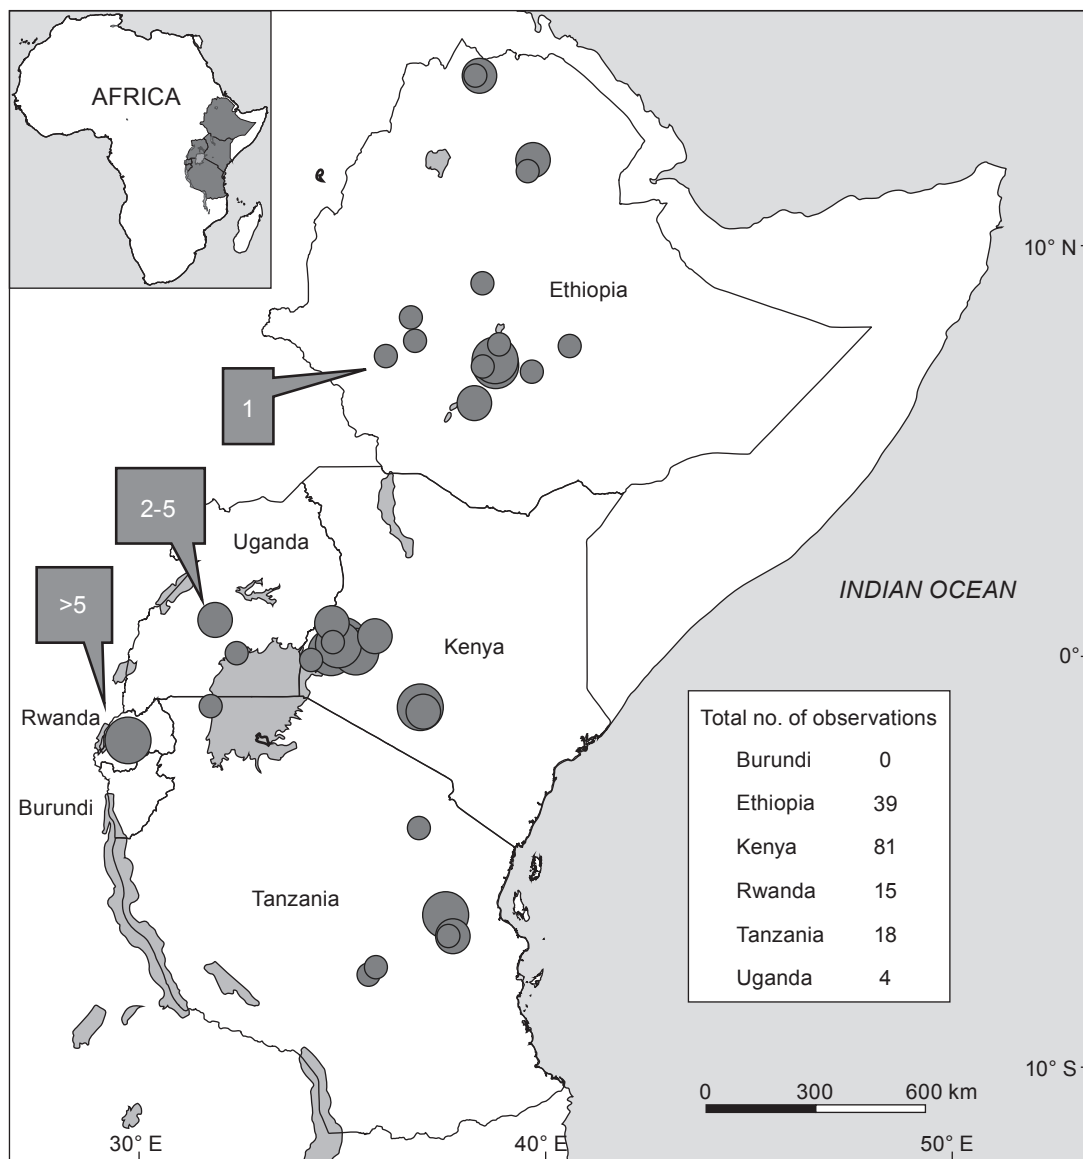 AFRICA
10° N
Ethiopia
1
2-5
Uganda
INDIAN OCEAN
>5
Kenya
0°
Rwanda
Total no. of observations
Burundi 0
Ethiopia 39
Kenya 81
Rwanda 15
Tanzania 18
Uganda 4
Burundi
Tanzania
10° S
0 300 600 km
30° E 40° E 50° E